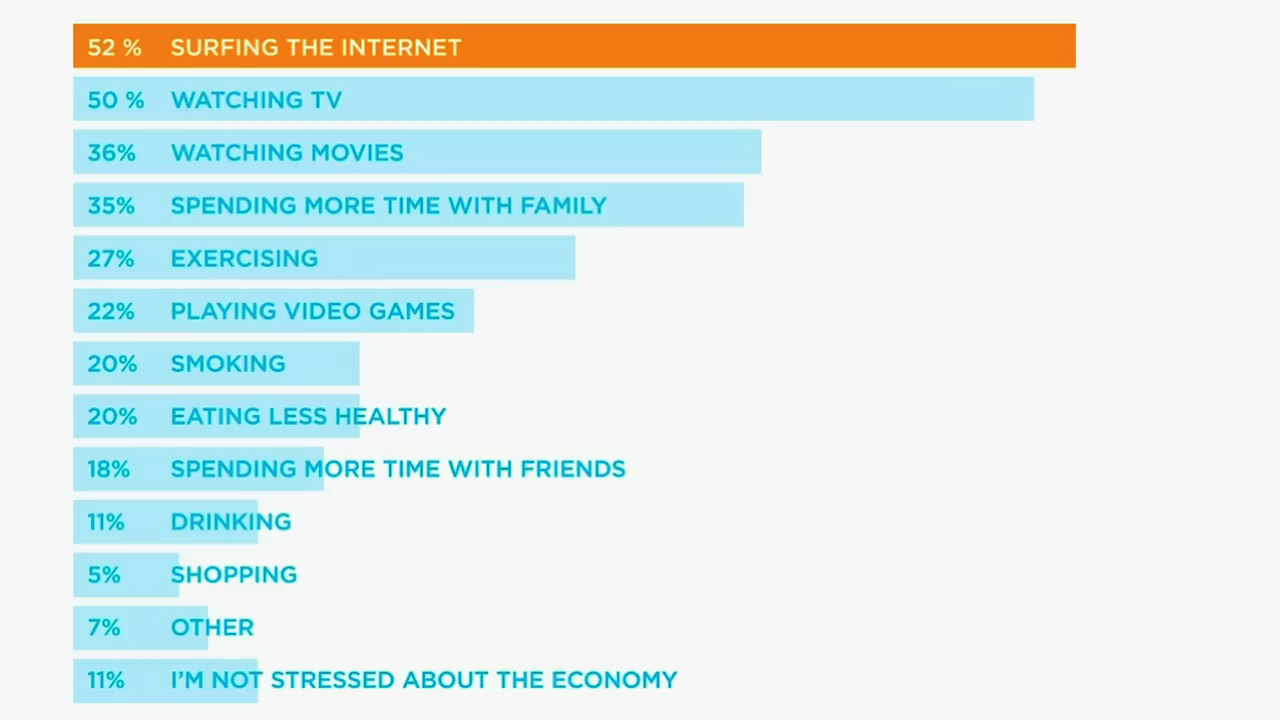 52 % SURFING THE INTERNET
50 % WATCHING TV
36% WATCHING MOVIES
35% SPENDING MORE TIME WITH FAMILY
27% EXERCISING
22% PLAYING VIDEO GAMES
20% SMOKING
20% EATING LESS HEALTHY
18% SPENDING MORE TIME WITH FRIENDS
11% DRINKING
5% SHOPPING
7% OTHER
11% I'M NOT STRESSED ABOUT THE ECONOMY